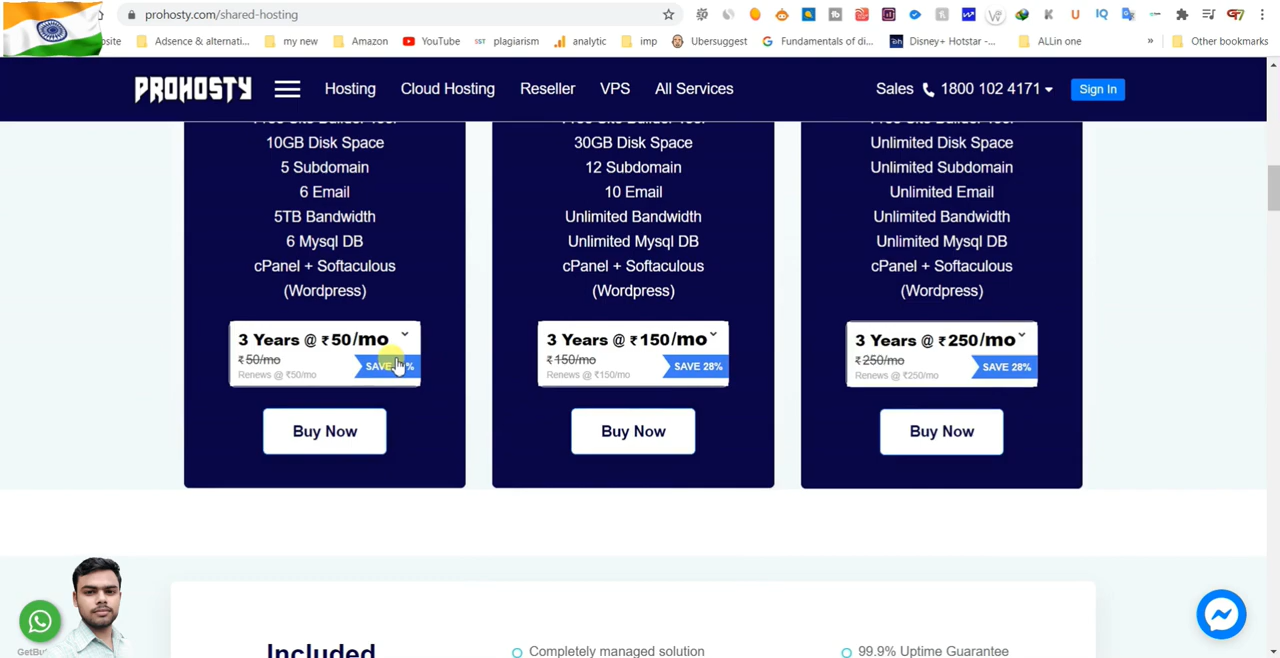 prohosty.com/shared-hosting
Adsence & alternati...
my new
Amazon
YouTube
plagiarism
analytic
imp
Ubersuggest
Fundamentals of di...
Disney+ Hotstar -...
ALLin one
»
Other bookmarks
PROHOSTY
Hosting
Cloud Hosting
Reseller
VPS
All Services
Sales 1800 102 4171
Sign In
10GB Disk Space
5 Subdomain
6 Email
5TB Bandwidth
6 Mysql DB
cPanel + Softaculous
(Wordpress)
3 Years @ ₹50/mo
₹50/mo
Renews @ ₹50/mo
Buy Now
30GB Disk Space
12 Subdomain
10 Email
Unlimited Bandwidth
Unlimited Mysql DB
cPanel + Softaculous
(Wordpress)
3 Years @ ₹150/mo
₹150/mo
SAVE 28%
Renews @ ₹150/mo
Buy Now
Unlimited Disk Space
Unlimited Subdomain
Unlimited Email
Unlimited Bandwidth
Unlimited Mysql DB
cPanel + Softaculous
(Wordpress)
3 Years @ ₹250/mo
₹250/mo
SAVE 28%
Renews @ ₹250/mo
Buy Now
Included
Completely managed solution
99.9% Uptime Guarantee